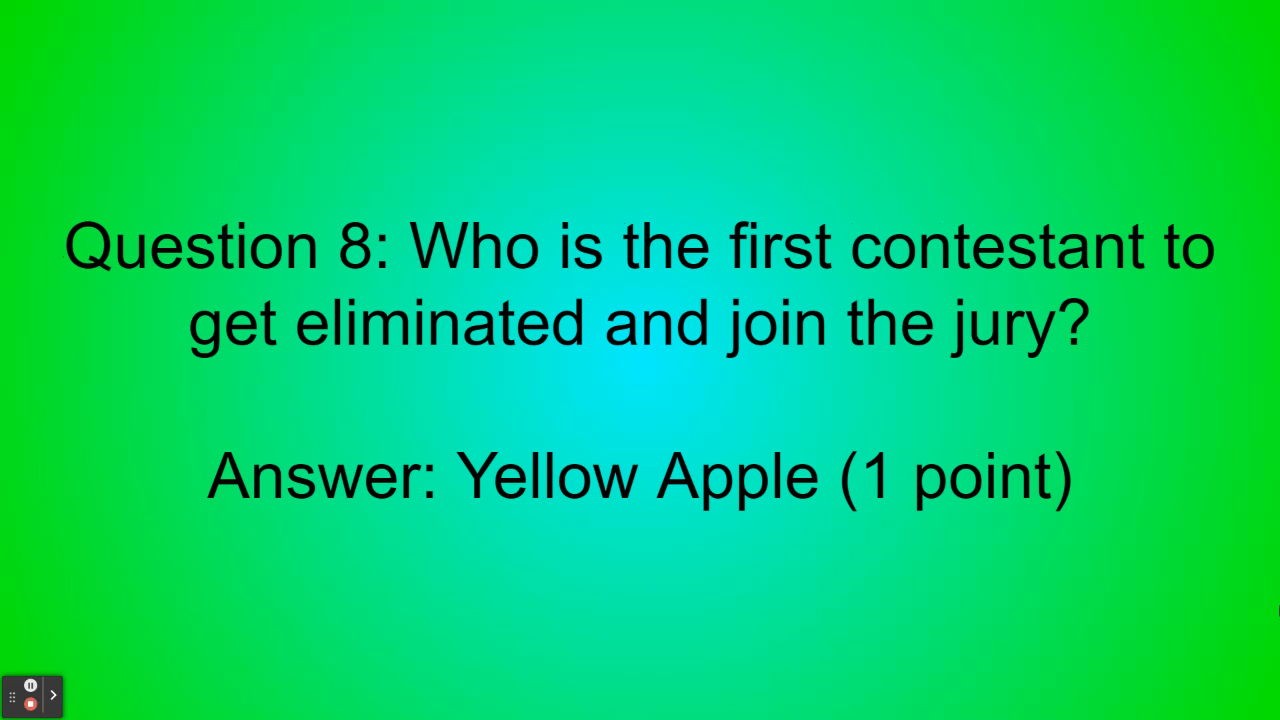 Question 8: Who is the first contestant to
get eliminated and join the jury?
Answer: Yellow Apple (1 point)